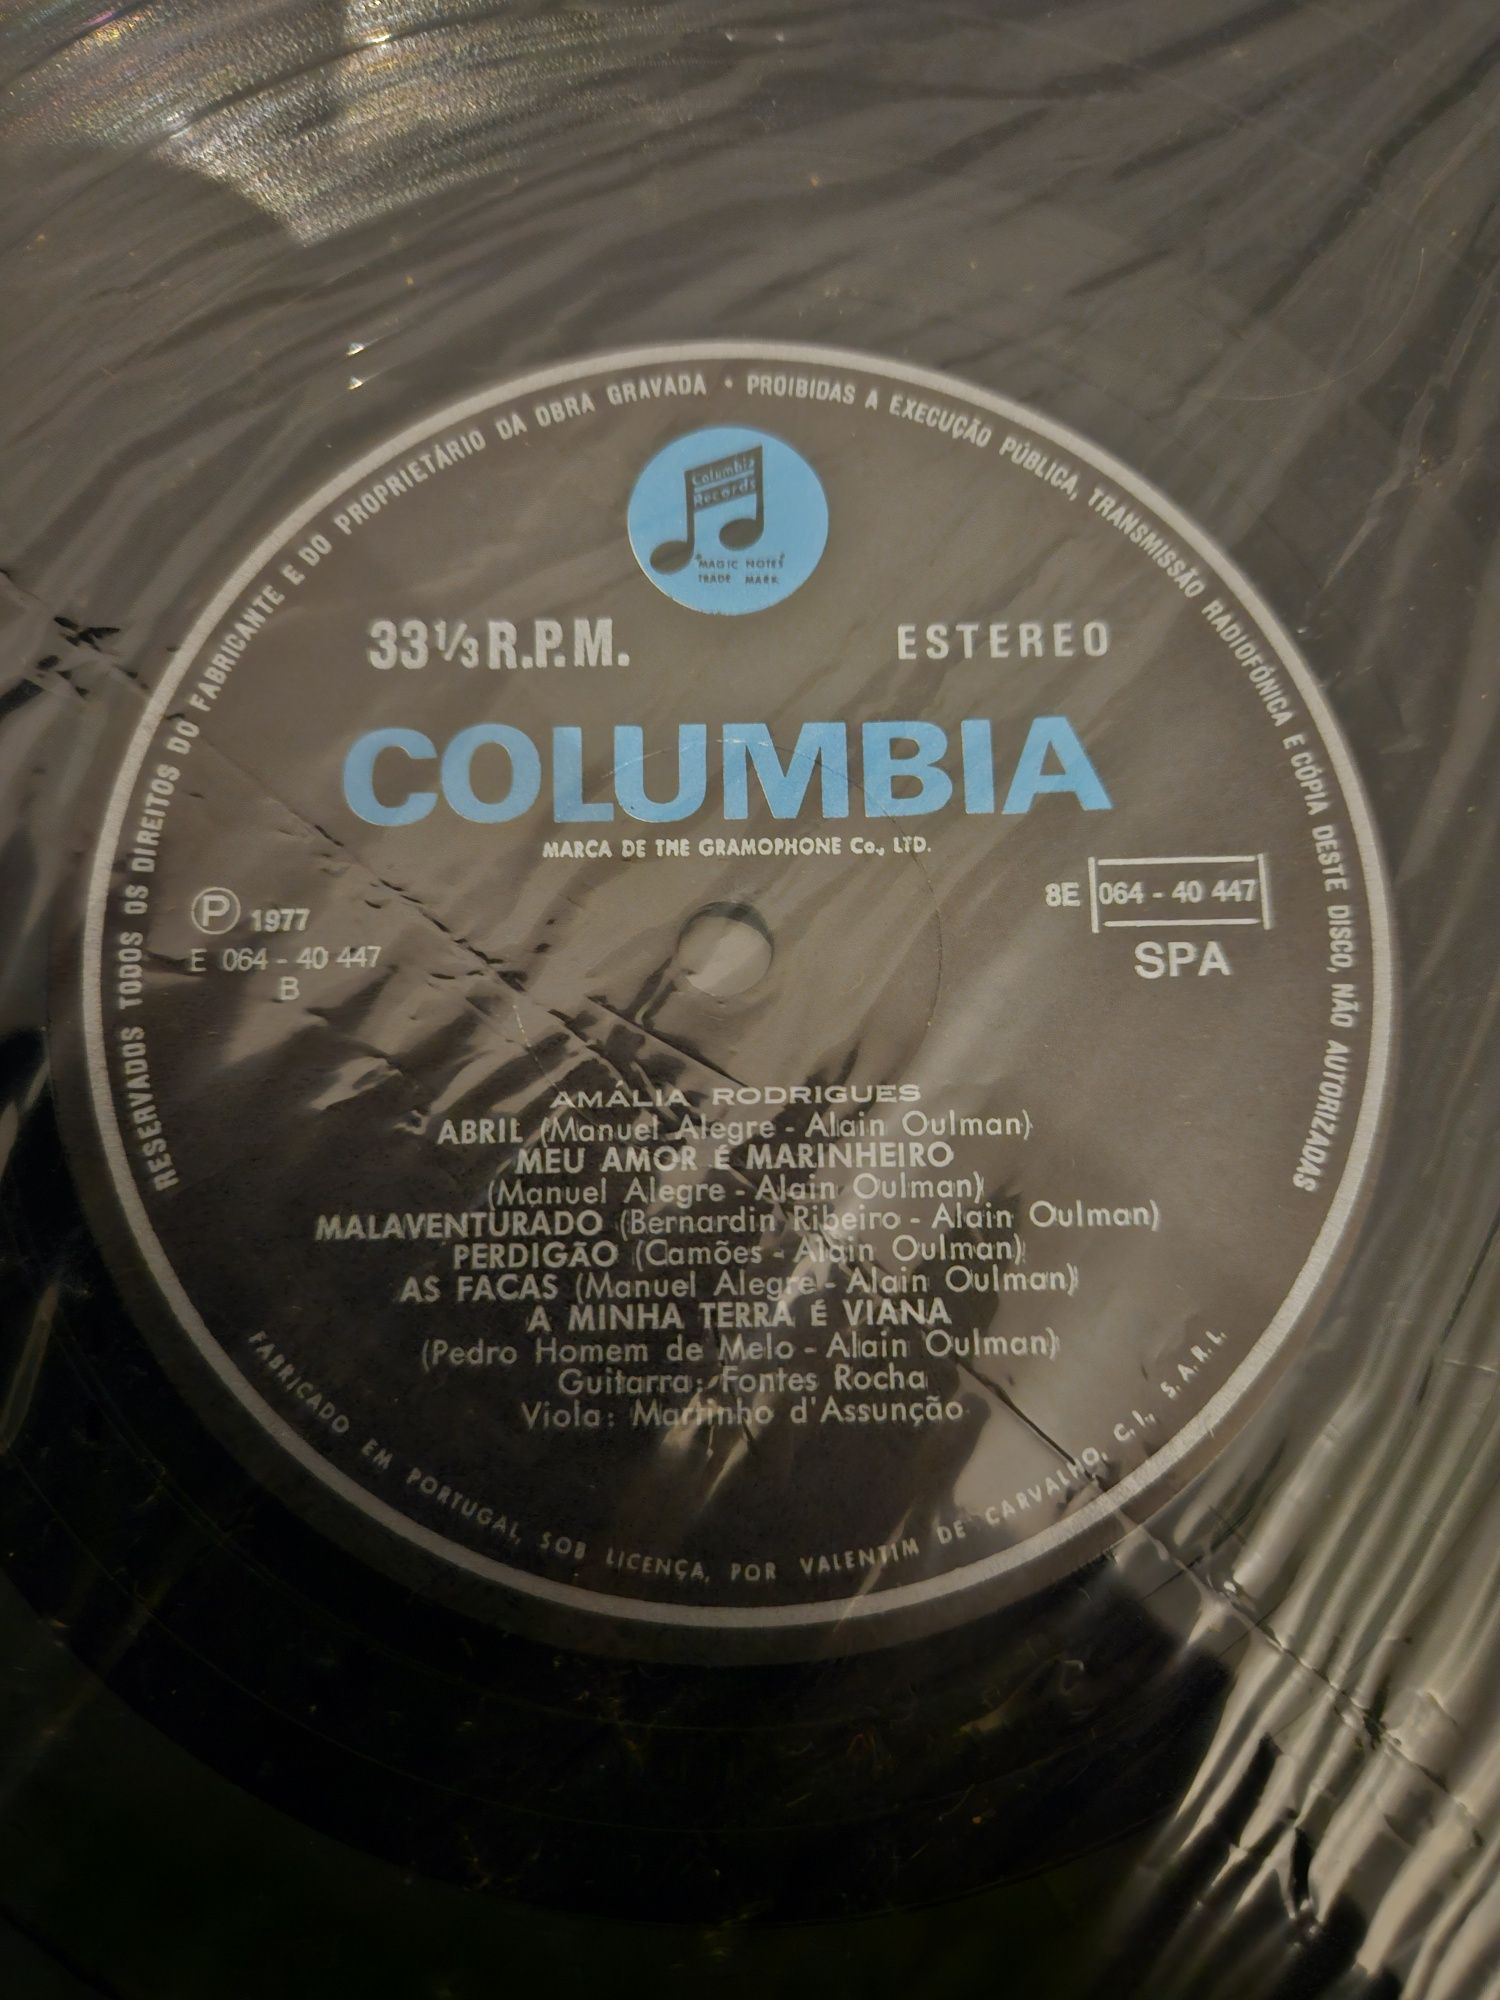 RESERVADOS TODOS OS DIREITOS DO FABRICANTE E DO PROPRIETÁRIO DA OBRA GRAVADA • PROIBIDAS A EXECUÇÃO PÚBLICA, TRANSMISSÃO RADIOFÓNICA E CÓPIA DESTE DISCO, NÃO AUTORIZADAS
Columbia
Records
"MAGIC NOTES"
TRADE MARK
33 1/3 R.P.M.
ESTEREO
COLUMBIA
MARCA DE THE GRAMOPHONE Co., LTD.
Ⓟ 1977
E 064 - 40 447
B
8E 064 - 40 447
SPA
AMÁLIA RODRIGUES
ABRIL (Manuel Alegre - Alain Oulman)
MEU AMOR É MARINHEIRO
(Manuel Alegre - Alain Oulman)
MALAVENTURADO (Bernardin Ribeiro - Alain Oulman)
PERDIGÃO (Camões - Alain Oulman)
AS FACAS (Manuel Alegre - Alain Oulman)
A MINHA TERRA É VIANA
(Pedro Homem de Melo - Alain Oulman)
Guitarra: Fontes Rocha
Viola: Martinho d'Assunção
FABRICADO EM PORTUGAL, SOB LICENÇA, POR VALENTIM DE CARVALHO, C. I., S. A. R. L.